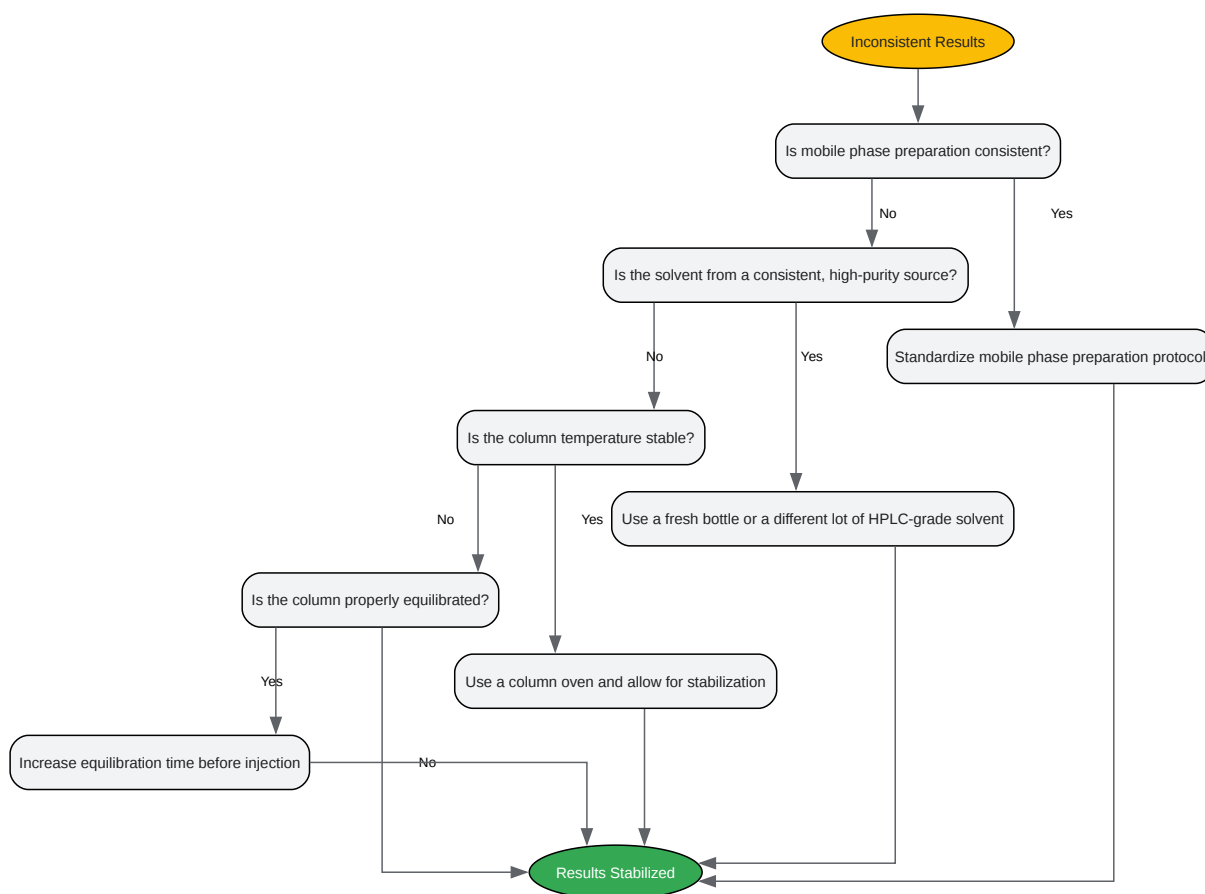 Inconsistent Results
Is mobile phase preparation consistent?
No
Yes
Is the solvent from a consistent, high-purity source?
No
Yes
Standardize mobile phase preparation protocol
Is the column temperature stable?
No
Yes
Use a fresh bottle or a different lot of HPLC-grade solvent
Is the column properly equilibrated?
Yes
Use a column oven and allow for stabilization
Increase equilibration time before injection
No
Results Stabilized